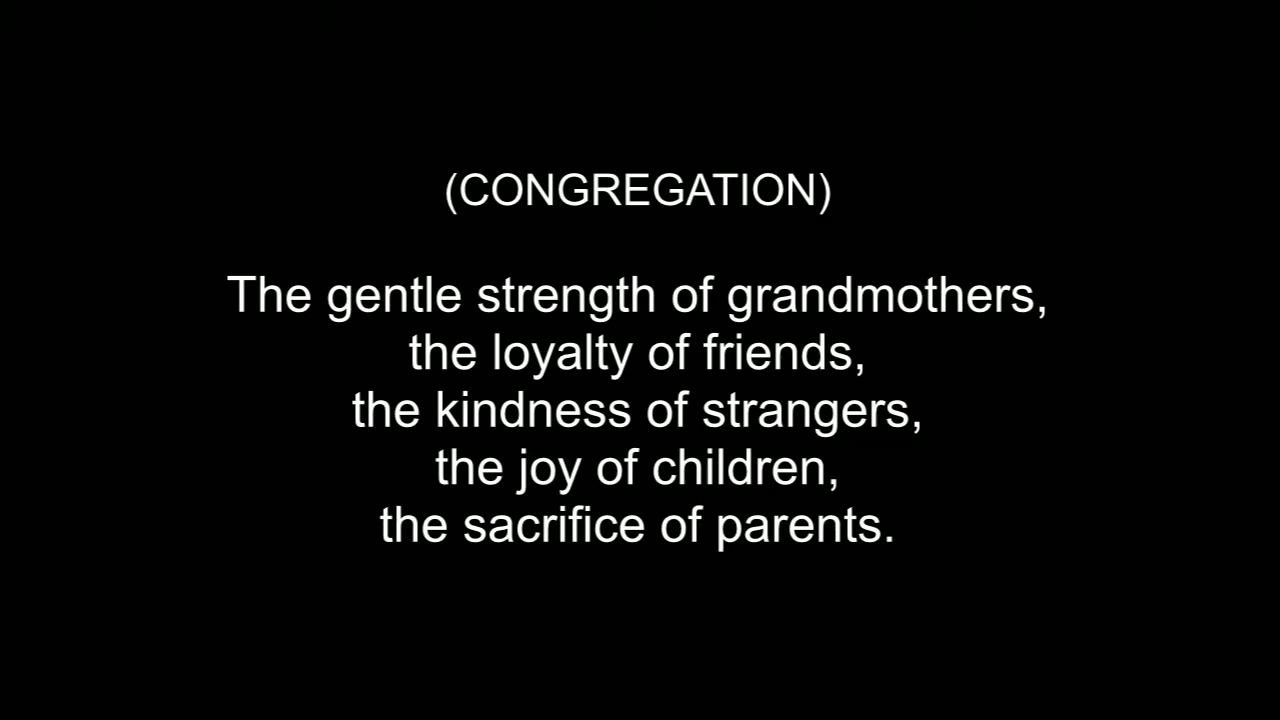 (CONGREGATION)
The gentle strength of grandmothers,
the loyalty of friends,
the kindness of strangers,
the joy of children,
the sacrifice of parents.